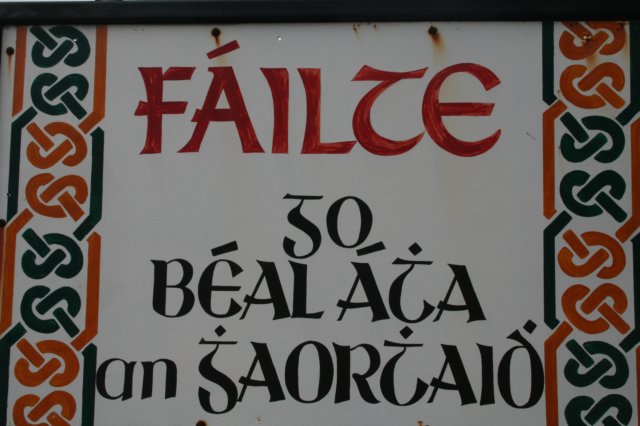 FÁILTE
go
BÉAL ÁṪA
an ĠAORṪAIḊ